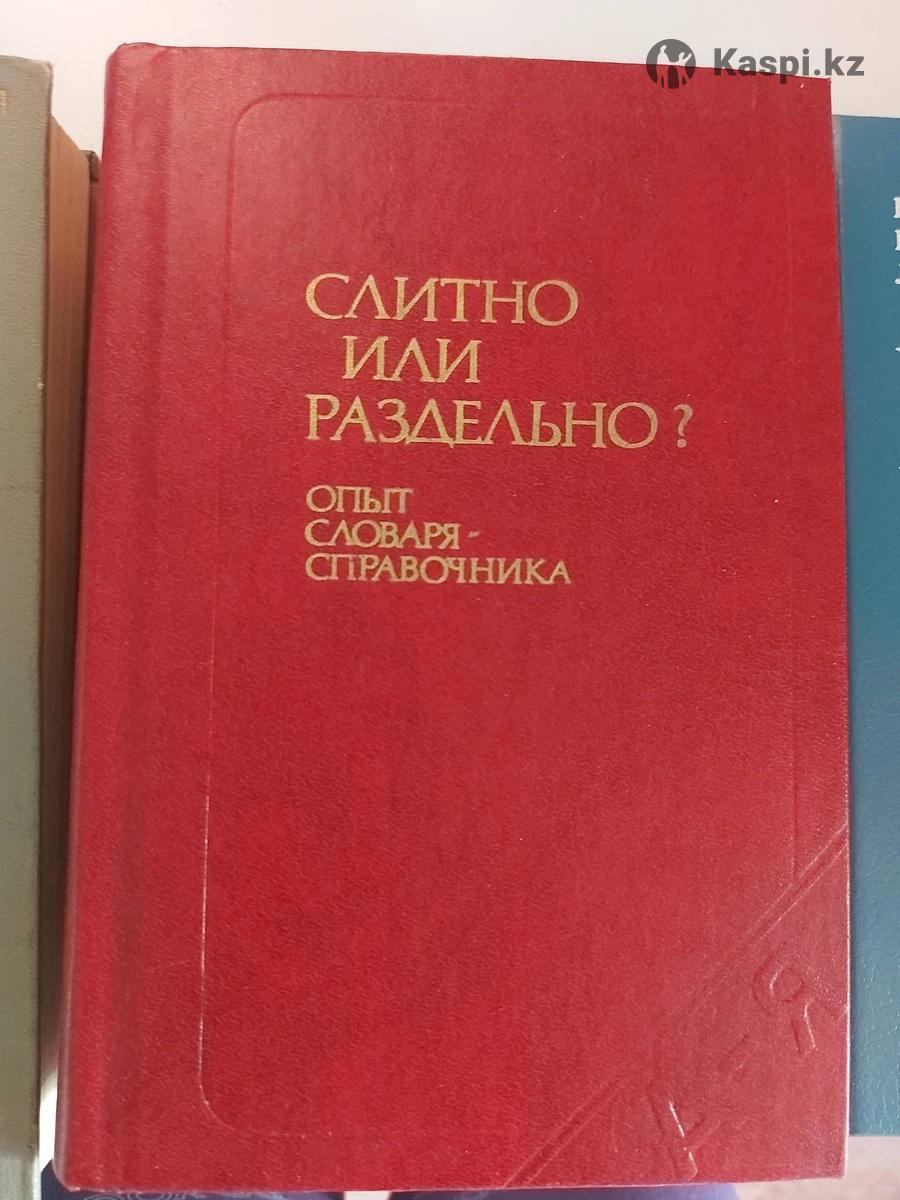 Kaspi.kz
СЛИТНО
ИЛИ
РАЗДЕЛЬНО?
ОПЫТ
СЛОВАРЯ-
СПРАВОЧНИКА
А-Я